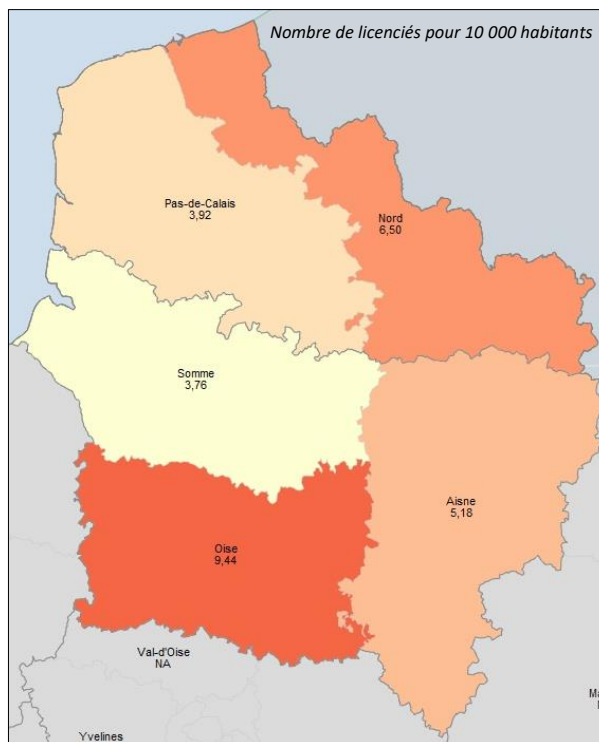 Nombre de licenciés pour 10 000 habitants
Pas-de-Calais
3,92
Nord
6,50
Somme
3,76
Aisne
5,18
Oise
9,44
Val-d'Oise
NA
Ma
Yvelines